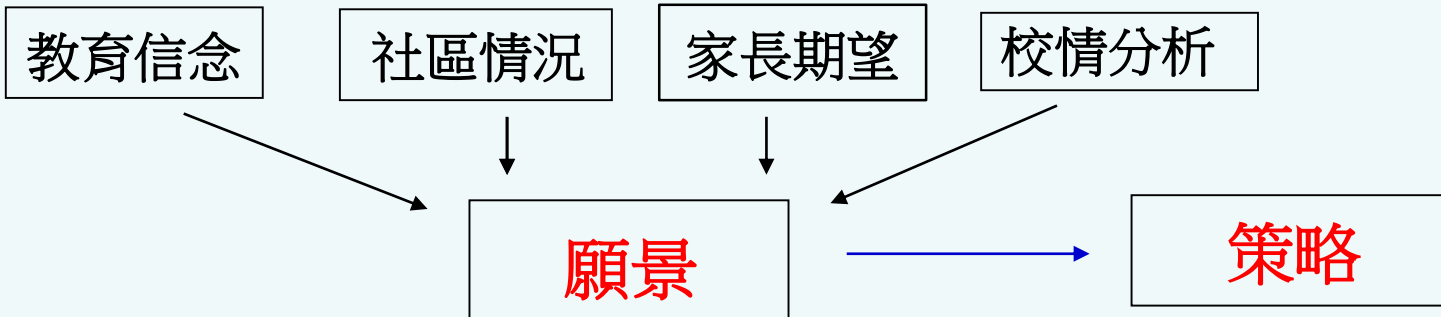 教育信念
社區情況
家長期望
校情分析
願景
策略